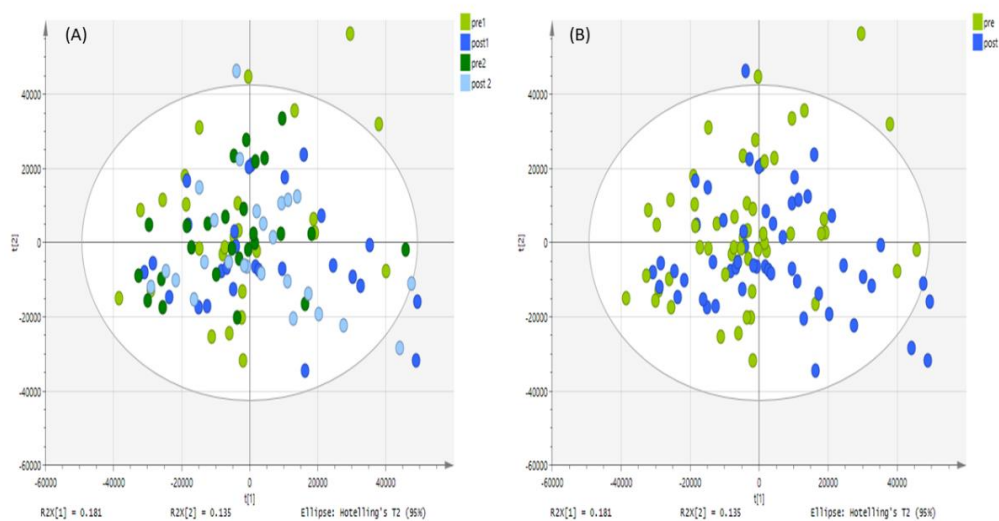 (A)
pre1
post1
pre2
post 2
40000
20000
0
-20000
-40000
-60000
t[2]
-60000 -40000 -20000 0 20000 40000
t[1]
R2X[1] = 0.181 R2X[2] = 0.135 Ellipse: Hotelling's T2 (95%)
(B)
pre
post
40000
20000
0
-20000
-40000
-60000
t[2]
-60000 -40000 -20000 0 20000 40000
t[1]
R2X[1] = 0.181 R2X[2] = 0.135 Ellipse: Hotelling's T2 (95%)